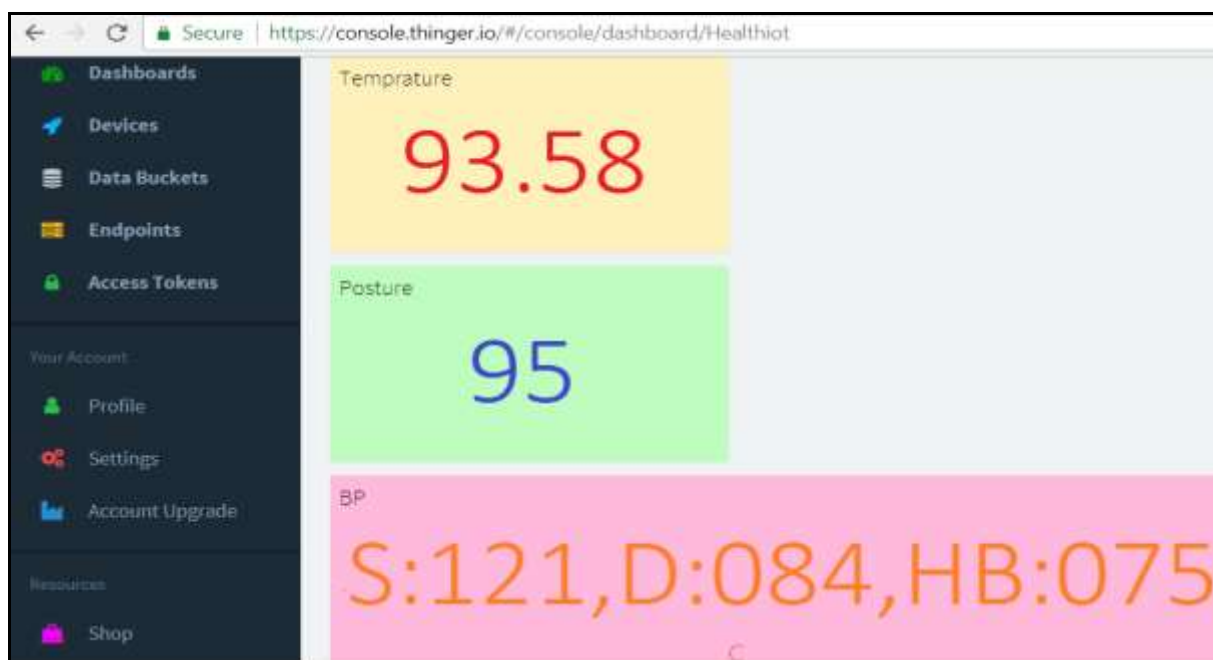 Secure
https://console.thinger.io/#/console/dashboard/Healthiot
Dashboards
Devices
Data Buckets
Endpoints
Access Tokens
Your Account
Profile
Settings
Account Upgrade
Resources
Shop
Temprature
93.58
Posture
95
BP
S:121,D:084,HB:075